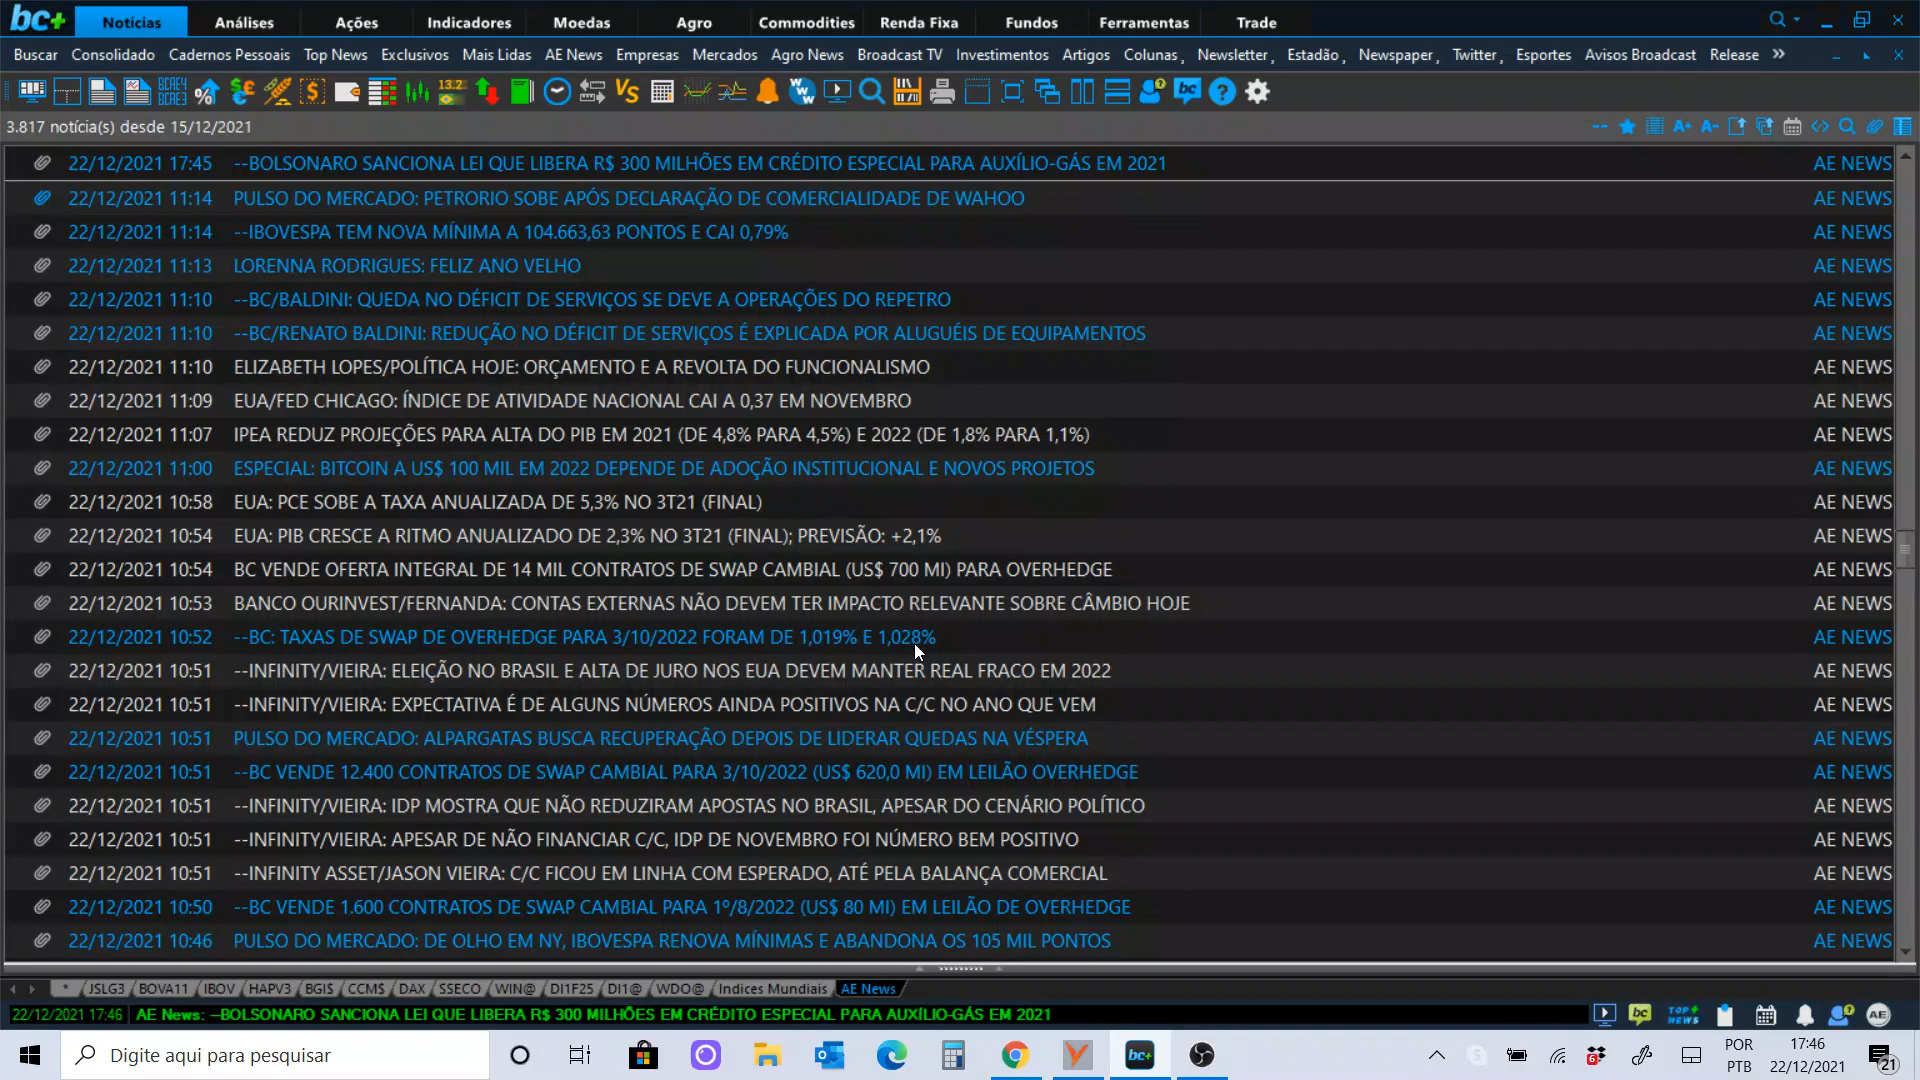 bc+ Notícias Análises Ações Indicadores Moedas Agro Commodities Renda Fixa Fundos Ferramentas Trade
Buscar Consolidado Cadernos Pessoais Top News Exclusivos Mais Lidas AE News Empresas Mercados Agro News Broadcast TV Investimentos Artigos Colunas Newsletter Estadão Newspaper Twitter Esportes Avisos Broadcast Release »
3.817 notícia(s) desde 15/12/2021
22/12/2021 17:45 --BOLSONARO SANCIONA LEI QUE LIBERA R$ 300 MILHÕES EM CRÉDITO ESPECIAL PARA AUXÍLIO-GÁS EM 2021 AE NEWS
22/12/2021 11:14 PULSO DO MERCADO: PETRORIO SOBE APÓS DECLARAÇÃO DE COMERCIALIDADE DE WAHOO AE NEWS
22/12/2021 11:14 --IBOVESPA TEM NOVA MÍNIMA A 104.663,63 PONTOS E CAI 0,79% AE NEWS
22/12/2021 11:13 LORENNA RODRIGUES: FELIZ ANO VELHO AE NEWS
22/12/2021 11:10 --BC/BALDINI: QUEDA NO DÉFICIT DE SERVIÇOS SE DEVE A OPERAÇÕES DO REPETRO AE NEWS
22/12/2021 11:10 --BC/RENATO BALDINI: REDUÇÃO NO DÉFICIT DE SERVIÇOS É EXPLICADA POR ALUGUÉIS DE EQUIPAMENTOS AE NEWS
22/12/2021 11:10 ELIZABETH LOPES/POLÍTICA HOJE: ORÇAMENTO E A REVOLTA DO FUNCIONALISMO AE NEWS
22/12/2021 11:09 EUA/FED CHICAGO: ÍNDICE DE ATIVIDADE NACIONAL CAI A 0,37 EM NOVEMBRO AE NEWS
22/12/2021 11:07 IPEA REDUZ PROJEÇÕES PARA ALTA DO PIB EM 2021 (DE 4,8% PARA 4,5%) E 2022 (DE 1,8% PARA 1,1%) AE NEWS
22/12/2021 11:00 ESPECIAL: BITCOIN A US$ 100 MIL EM 2022 DEPENDE DE ADOÇÃO INSTITUCIONAL E NOVOS PROJETOS AE NEWS
22/12/2021 10:58 EUA: PCE SOBE A TAXA ANUALIZADA DE 5,3% NO 3T21 (FINAL) AE NEWS
22/12/2021 10:54 EUA: PIB CRESCE A RITMO ANUALIZADO DE 2,3% NO 3T21 (FINAL); PREVISÃO: +2,1% AE NEWS
22/12/2021 10:54 BC VENDE OFERTA INTEGRAL DE 14 MIL CONTRATOS DE SWAP CAMBIAL (US$ 700 MI) PARA OVERHEDGE AE NEWS
22/12/2021 10:53 BANCO OURINVEST/FERNANDA: CONTAS EXTERNAS NÃO DEVEM TER IMPACTO RELEVANTE SOBRE CÂMBIO HOJE AE NEWS
22/12/2021 10:52 --BC: TAXAS DE SWAP DE OVERHEDGE PARA 3/10/2022 FORAM DE 1,019% E 1,028% AE NEWS
22/12/2021 10:51 --INFINITY/VIEIRA: ELEIÇÃO NO BRASIL E ALTA DE JURO NOS EUA DEVEM MANTER REAL FRACO EM 2022 AE NEWS
22/12/2021 10:51 --INFINITY/VIEIRA: EXPECTATIVA É DE ALGUNS NÚMEROS AINDA POSITIVOS NA C/C NO ANO QUE VEM AE NEWS
22/12/2021 10:51 PULSO DO MERCADO: ALPARGATAS BUSCA RECUPERAÇÃO DEPOIS DE LIDERAR QUEDAS NA VÉSPERA AE NEWS
22/12/2021 10:51 --BC VENDE 12.400 CONTRATOS DE SWAP CAMBIAL PARA 3/10/2022 (US$ 620,0 MI) EM LEILÃO OVERHEDGE AE NEWS
22/12/2021 10:51 --INFINITY/VIEIRA: IDP MOSTRA QUE NÃO REDUZIRAM APOSTAS NO BRASIL, APESAR DO CENÁRIO POLÍTICO AE NEWS
22/12/2021 10:51 --INFINITY/VIEIRA: APESAR DE NÃO FINANCIAR C/C, IDP DE NOVEMBRO FOI NÚMERO BEM POSITIVO AE NEWS
22/12/2021 10:51 --INFINITY ASSET/JASON VIEIRA: C/C FICOU EM LINHA COM ESPERADO, ATÉ PELA BALANÇA COMERCIAL AE NEWS
22/12/2021 10:50 --BC VENDE 1.600 CONTRATOS DE SWAP CAMBIAL PARA 1º/8/2022 (US$ 80 MI) EM LEILÃO DE OVERHEDGE AE NEWS
22/12/2021 10:46 PULSO DO MERCADO: DE OLHO EM NY, IBOVESPA RENOVA MÍNIMAS E ABANDONA OS 105 MIL PONTOS AE NEWS
* JSLG3 BOVA11 IBOV HAPV3 BGI$ CCM$ DAX SSECO WIN@ DI1F25 DI1@ WDO@ Indices Mundiais AE News
22/12/2021 17:46 AE News: --BOLSONARO SANCIONA LEI QUE LIBERA R$ 300 MILHÕES EM CRÉDITO ESPECIAL PARA AUXÍLIO-GÁS EM 2021 bc TOP+ NEWS AE
Digite aqui para pesquisar bc+ 6 POR 17:46
PTB 22/12/2021 21